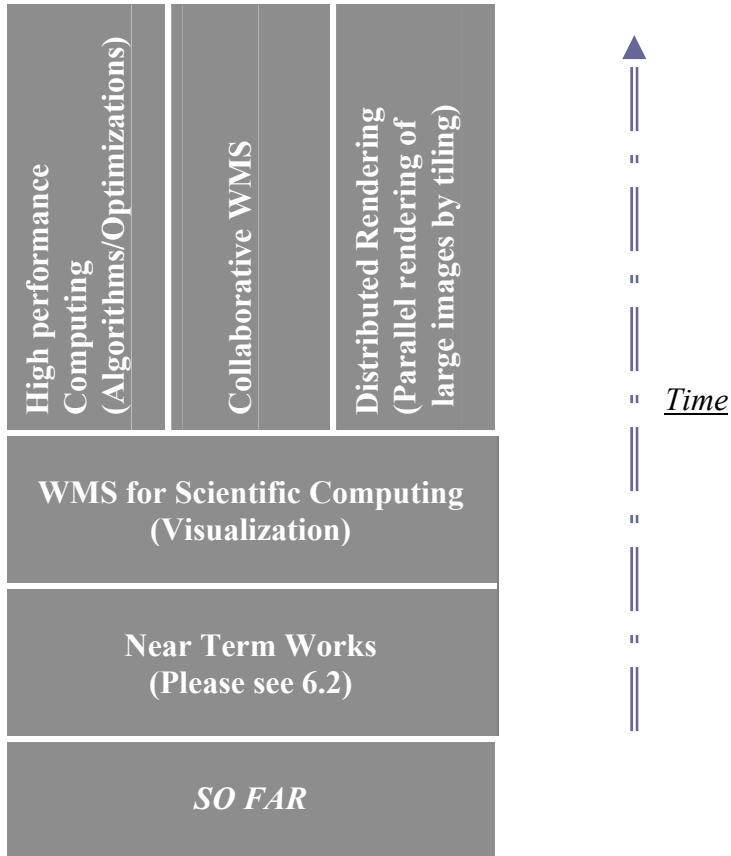 High performance
Computing
(Algorithms/Optimizations)
Collaborative WMS
Distributed Rendering
(Parallel rendering of
large images by tiling)
Time
WMS for Scientific Computing
(Visualization)
Near Term Works
(Please see 6.2)
SO FAR